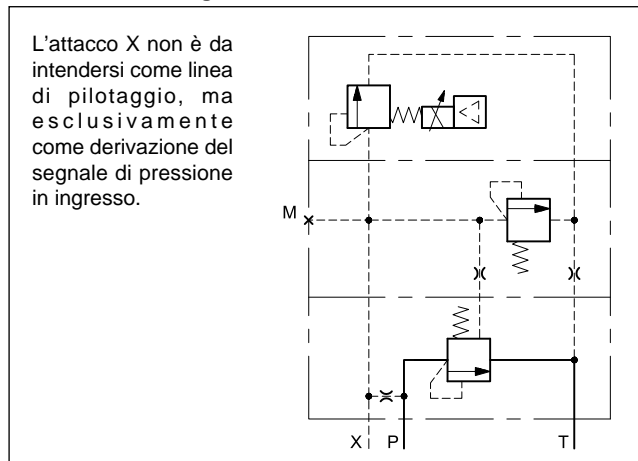 L'attacco X non è da
intendersi come linea
di pilotaggio, ma
esclusivamente
come derivazione del
segnale di pressione
in ingresso.
M
X P T